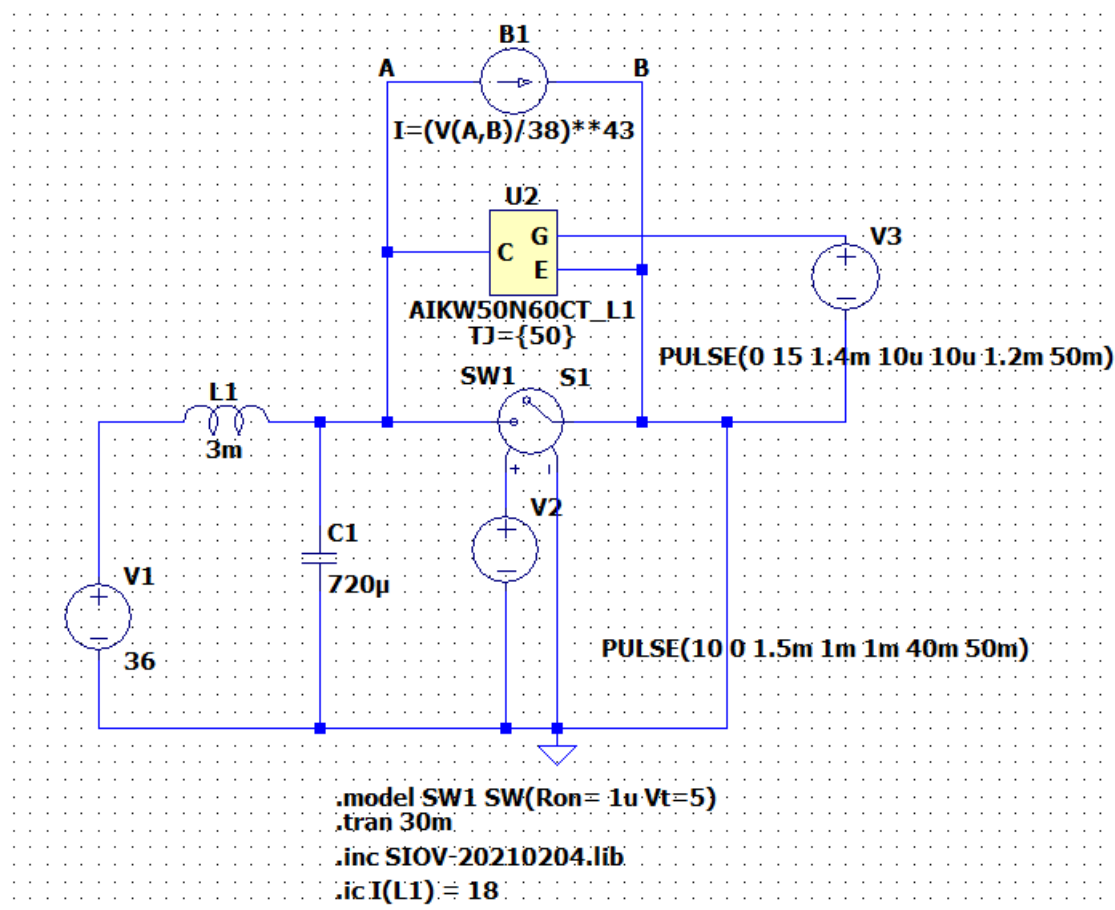 B1
A
B
I=(V(A,B)/38)**43
U2
G
C
E
V3
AIKW50N60CT_L1
TJ={50}
PULSE(0 15 1.4m 10u 10u 1.2m 50m)
SW1
S1
L1
3m
+
V2
C1
720µ
V1
36
PULSE(10 0 1.5m 1m 1m 40m 50m)
.model SW1 SW(Ron= 1u Vt=5)
.tran 30m
.inc SIOV-20210204.lib
.ic I(L1) = 18